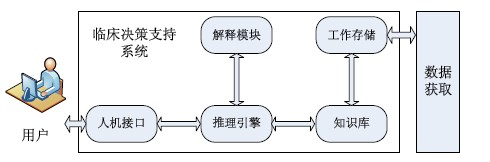 临床决策支持
系统
解释模块
工作存储
数据
获取
用户
人机接口
推理引擎
知识库